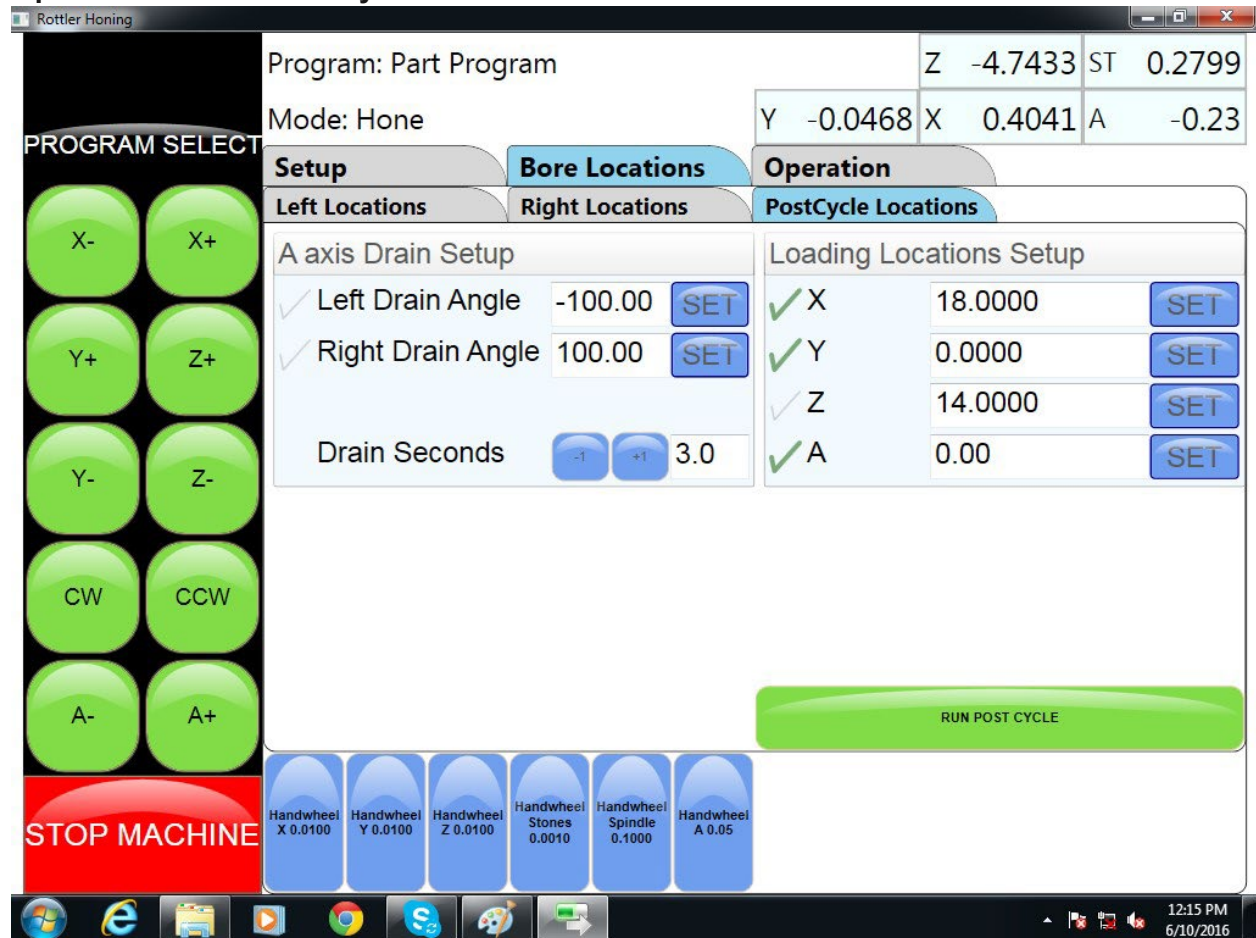 Rottler Honing
Program: Part Program
Z -4.7433 ST 0.2799
Mode: Hone
Y -0.0468 X 0.4041 A -0.23
PROGRAM SELECT
Setup Bore Locations Operation
Left Locations Right Locations PostCycle Locations
X- X+
Y+ Z+
Y- Z-
CW CCW
A- A+
STOP MACHINE
A axis Drain Setup
Left Drain Angle -100.00 SET
Right Drain Angle 100.00 SET
Drain Seconds -1 +1 3.0
Loading Locations Setup
X 18.0000 SET
Y 0.0000 SET
Z 14.0000 SET
A 0.00 SET
RUN POST CYCLE
Handwheel
X 0.0100
Handwheel
Y 0.0100
Handwheel
Z 0.0100
Handwheel
Stones
0.0010
Handwheel
Spindle
0.1000
Handwheel
A 0.05
12:15 PM
6/10/2016